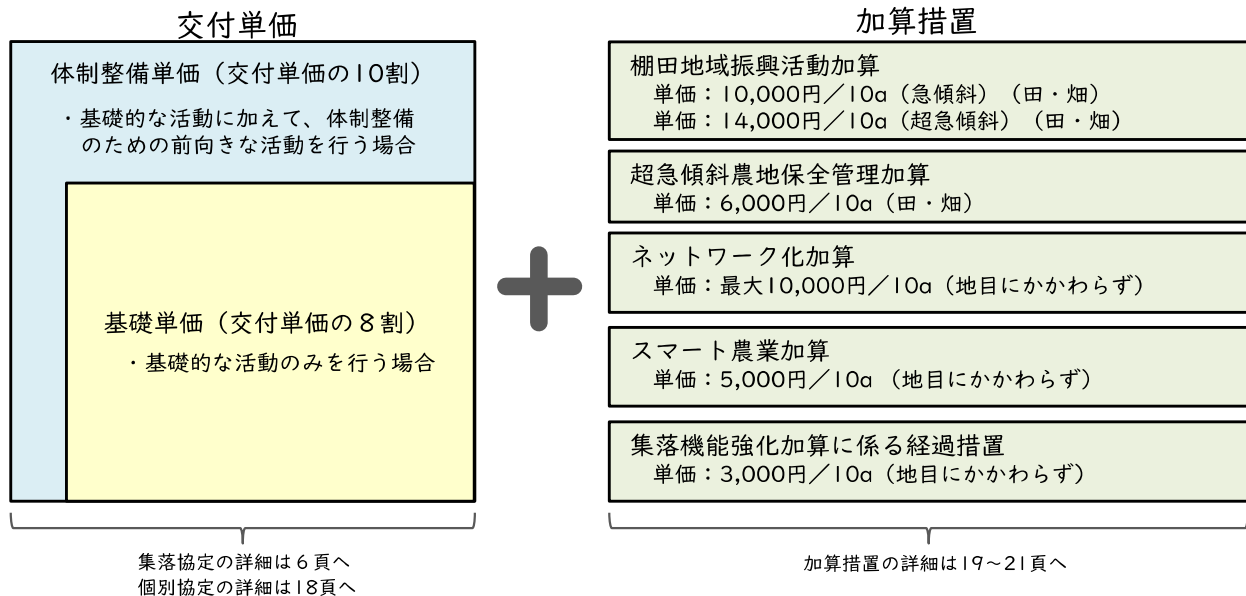 交付単価
体制整備単価（交付単価の10割）
・基礎的な活動に加えて、体制整備
のための前向きな活動を行う場合
基礎単価（交付単価の８割）
・基礎的な活動のみを行う場合
集落協定の詳細は６頁へ
個別協定の詳細は18頁へ
加算措置
棚田地域振興活動加算
単価：10,000円／10a（急傾斜）（田・畑）
単価：14,000円／10a（超急傾斜）（田・畑）
超急傾斜農地保全管理加算
単価：6,000円／10a（田・畑）
ネットワーク化加算
単価：最大10,000円／10a（地目にかかわらず）
スマート農業加算
単価：5,000円／10a （地目にかかわらず）
集落機能強化加算に係る経過措置
単価：3,000円／10a（地目にかかわらず）
加算措置の詳細は19～21頁へ